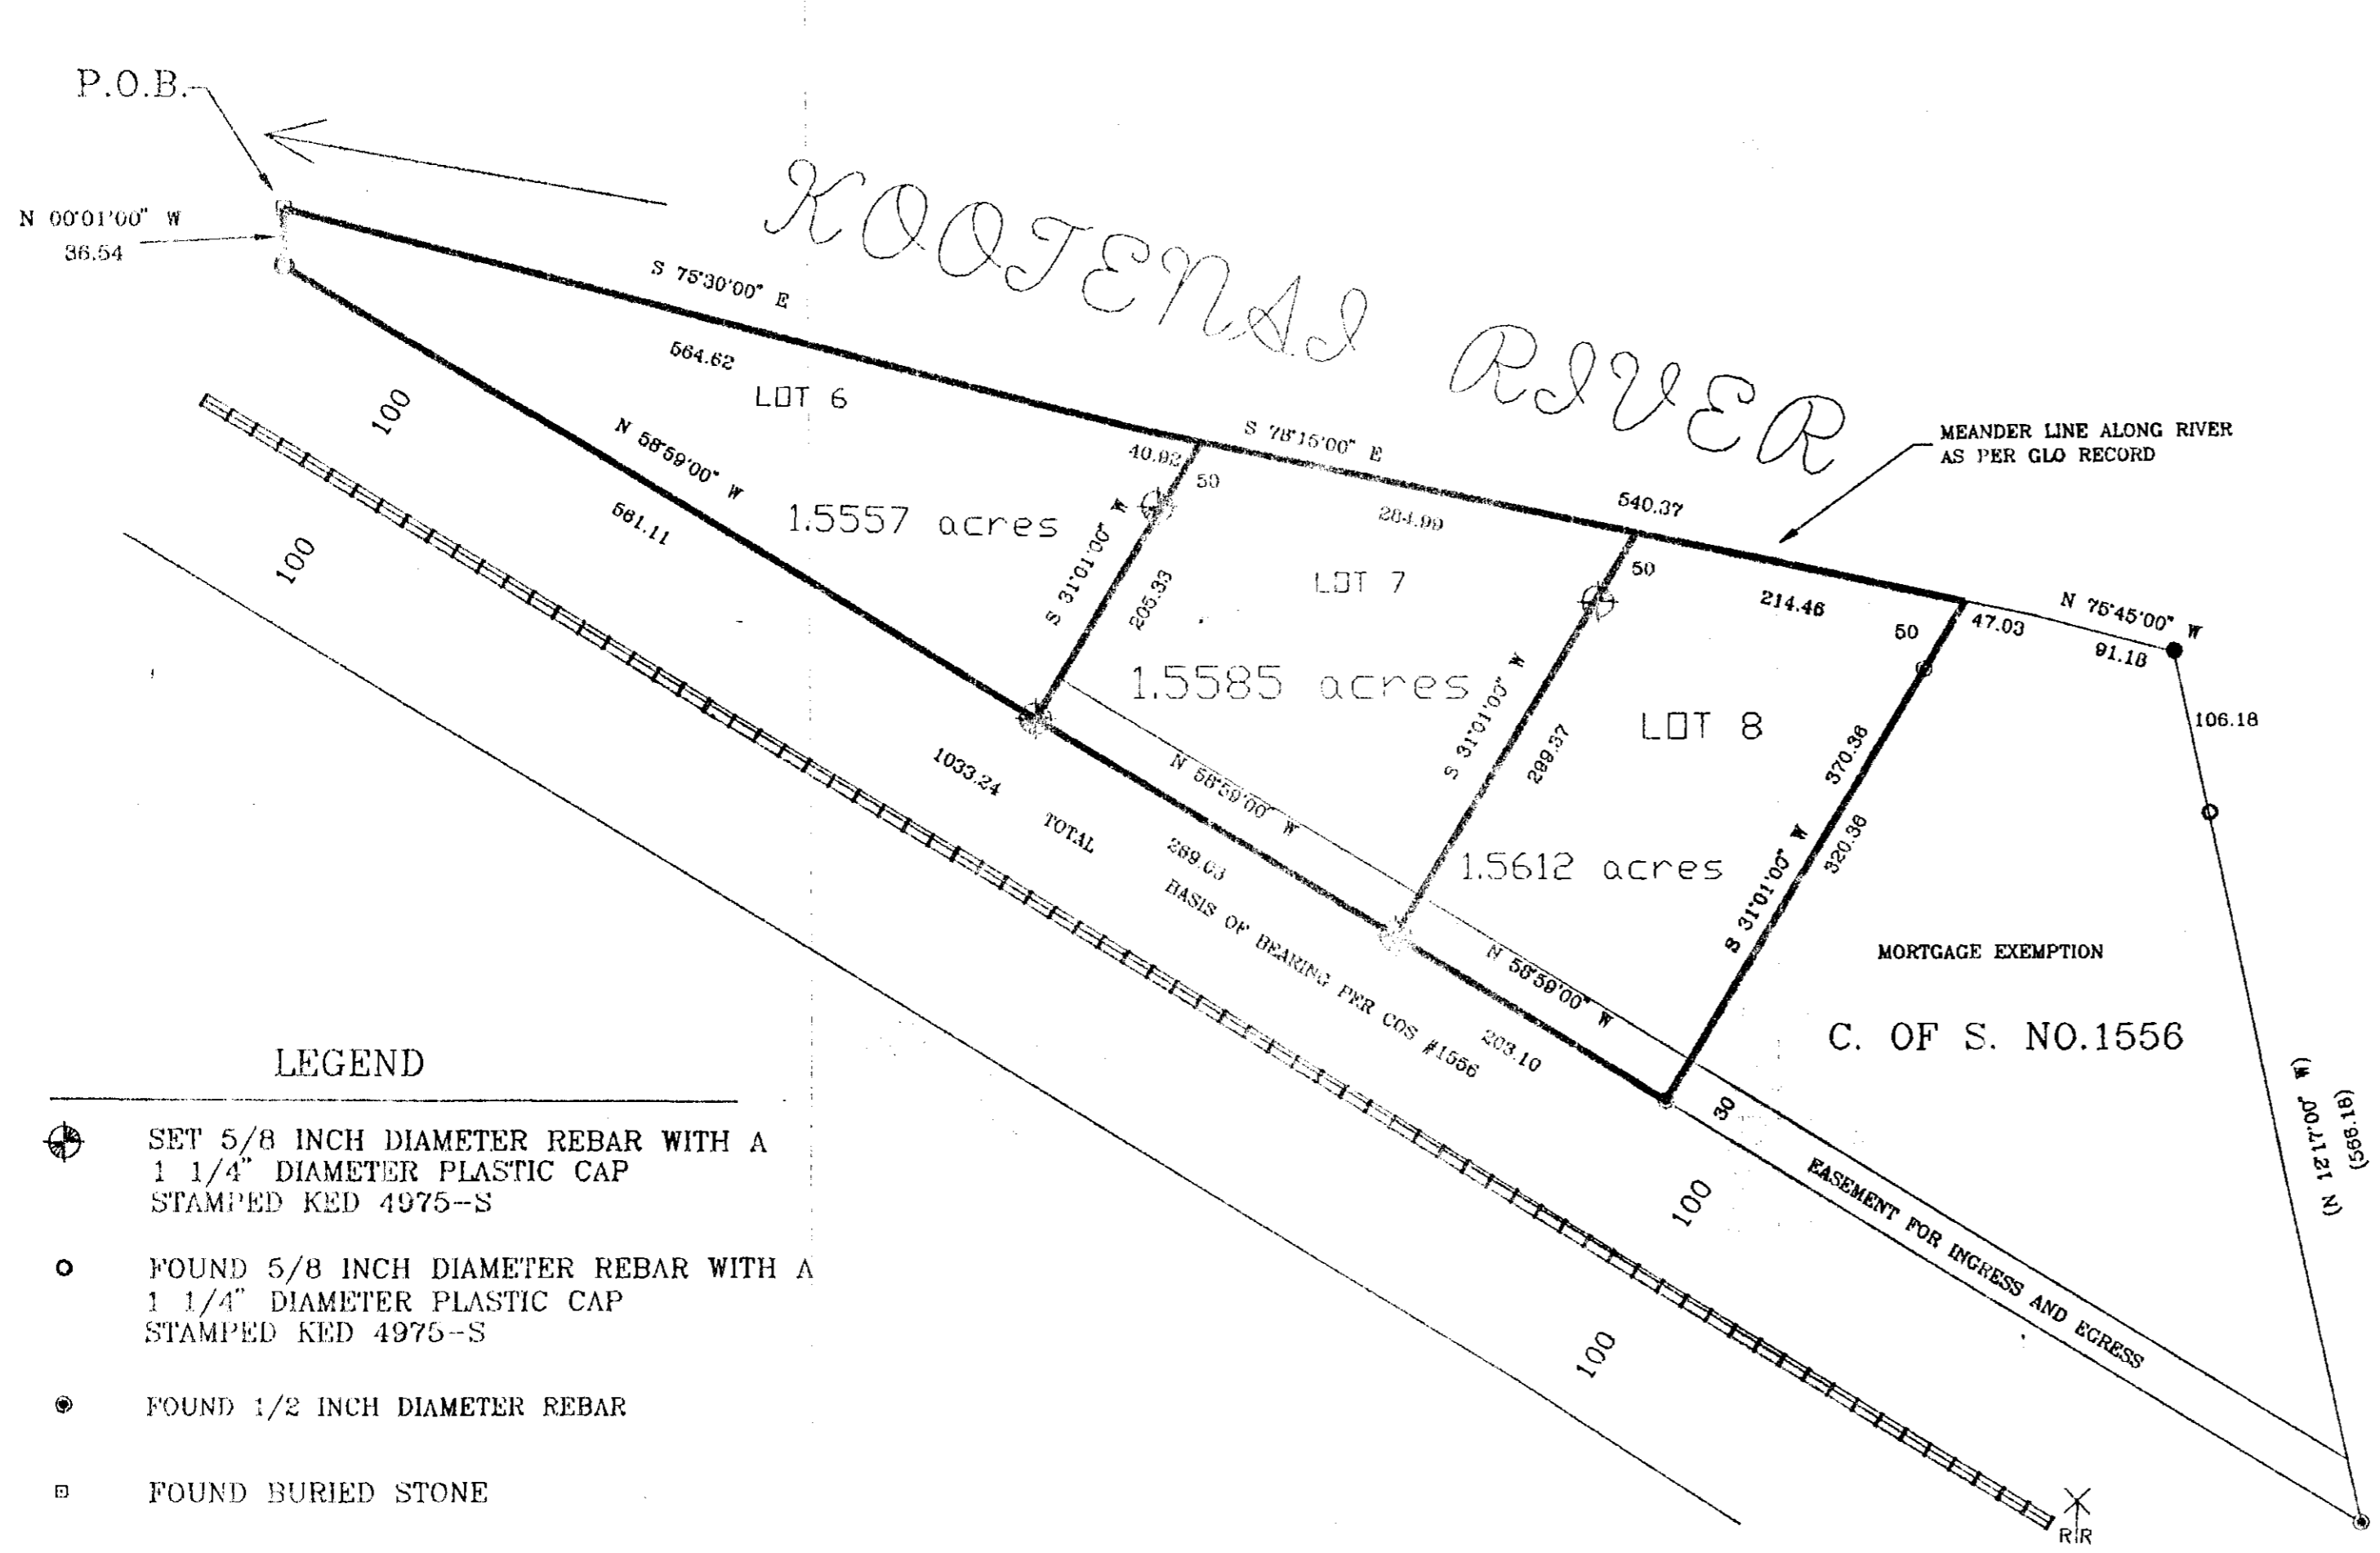 P.O.B.
N 00°01'00" W
36.54
KOOTENAI RIVER
S 75°30'00" E
564.62
LOT 6
100
100
N 58°59'00" W
561.11
1.5557 acres
40.92
50
S 31°01'00" W
205.33
S 78°15'00" E
540.37
284.99
MEANDER LINE ALONG RIVER
AS PER GLO RECORD
LOT 7
1.5585 acres
50
214.46
50
47.03
N 75°45'00" W
91.18
106.18
S 31°01'00" W
299.37
LOT 8
370.36
320.36
S 31°01'00" W
1.5612 acres
N 58°59'00" W
1033.24
TOTAL
269.03
BASIS OF BEARING PER COS #1556
N 58°59'00" W
203.10
MORTGAGE EXEMPTION
C. OF S. NO.1556
30
100
100
EASEMENT FOR INGRESS AND EGRESS
(N 12°17'00" W)
(568.18)
RR
LEGEND
SET 5/8 INCH DIAMETER REBAR WITH A
1 1/4" DIAMETER PLASTIC CAP
STAMPED KED 4975--S
FOUND 5/8 INCH DIAMETER REBAR WITH A
1 1/4" DIAMETER PLASTIC CAP
STAMPED KED 4975--S
FOUND 1/2 INCH DIAMETER REBAR
FOUND BURIED STONE